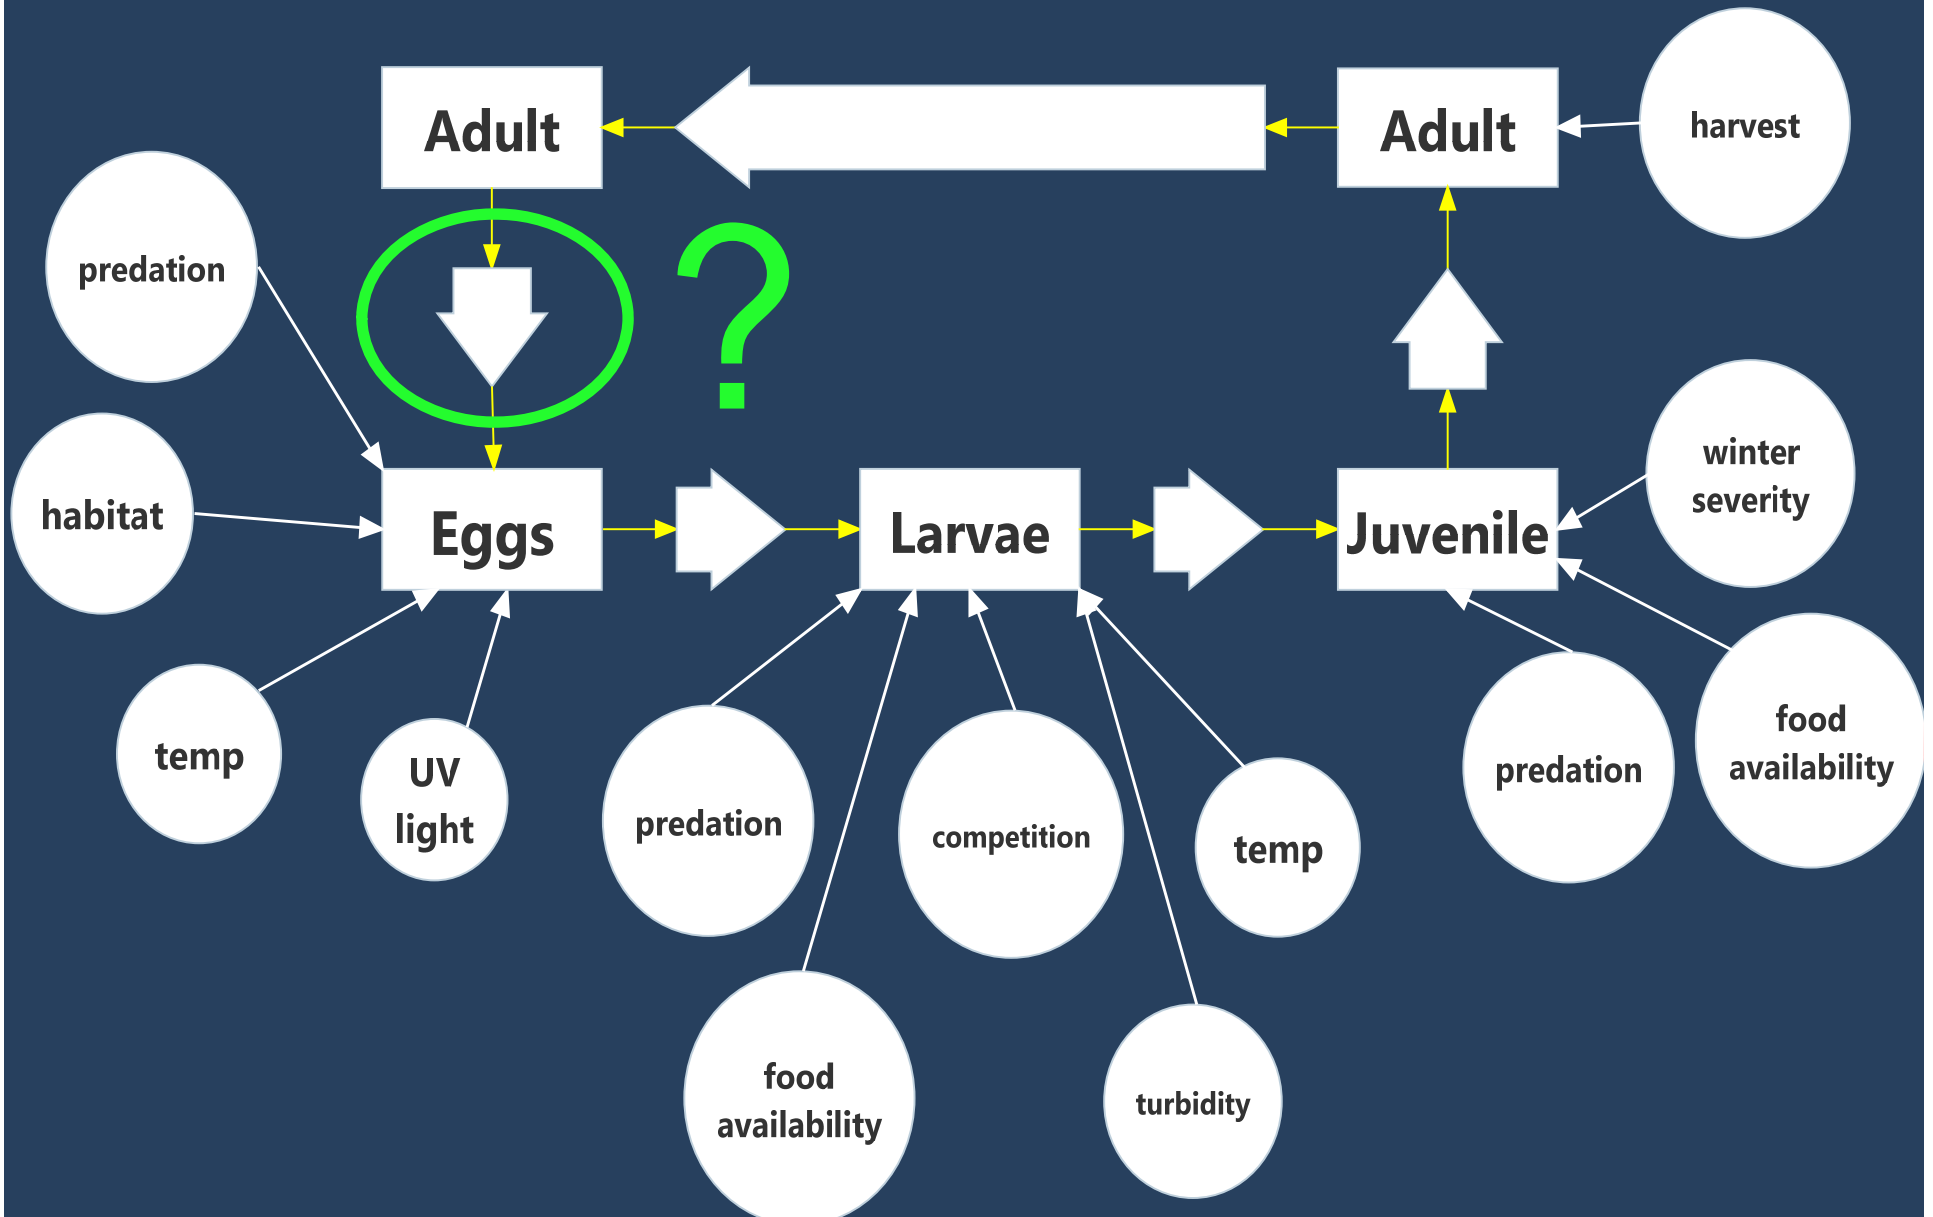 Adult
Adult
harvest
predation
?
habitat
Eggs
Larvae
Juvenile
winter
severity
temp
UV
light
predation
competition
temp
predation
food
availability
food
availability
turbidity